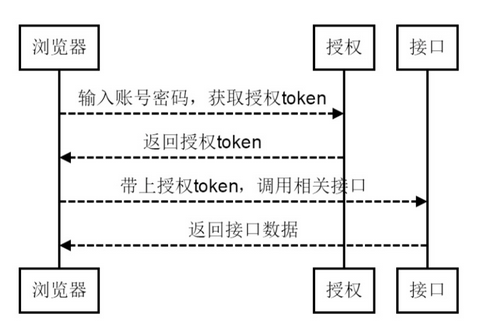 浏览器 授权 接口
输入账号密码，获取授权token
返回授权token
带上授权token，调用相关接口
返回接口数据
浏览器 授权 接口